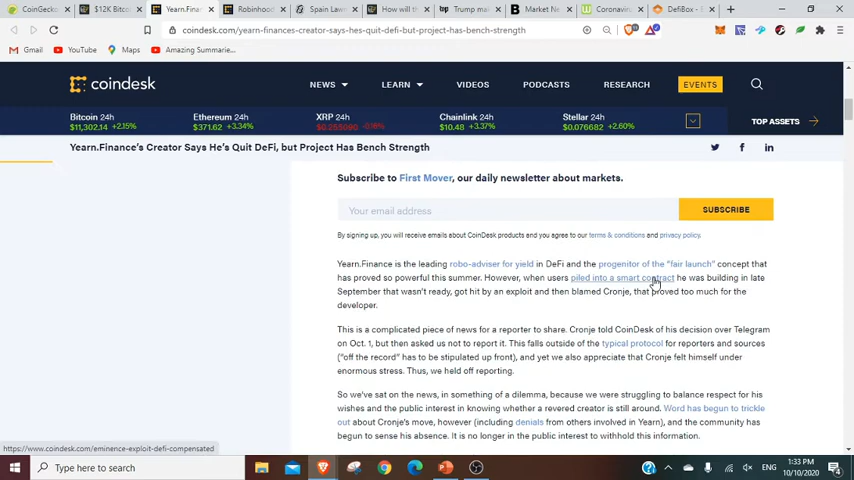 CoinGecko
$12K Bitco
Yearn.Finan
Robinhood
Spain Lawr
How will th
Trump mak
Market Ne
Coronavir
DefiBox —
coindesk.com/yearn-finances-creator-says-hes-quit-defi-but-project-has-bench-strength
Gmail
YouTube
Maps
Amazing Summarie...
coindesk
NEWS
LEARN
VIDEOS
PODCASTS
RESEARCH
EVENTS
Bitcoin 24h
$11,302.14 +2.15%
Ethereum 24h
$371.62 +3.34%
XRP 24h
$0.255090 -0.16%
Chainlink 24h
$10.48 +3.37%
Stellar 24h
$0.076682 +2.60%
TOP ASSETS
Yearn.Finance's Creator Says He's Quit DeFi, but Project Has Bench Strength
Subscribe to First Mover, our daily newsletter about markets.
Your email address
SUBSCRIBE
By signing up, you will receive emails about CoinDesk products and you agree to our terms & conditions and privacy policy.
Yearn.Finance is the leading robo-adviser for yield in DeFi and the progenitor of the "fair launch" concept that
has proved so powerful this summer. However, when users piled into a smart contract he was building in late
September that wasn't ready, got hit by an exploit and then blamed Cronje, that proved too much for the
developer.
This is a complicated piece of news for a reporter to share. Cronje told CoinDesk of his decision over Telegram
on Oct. 1, but then asked us not to report it. This falls outside of the typical protocol for reporters and sources
("off the record" has to be stipulated up front), and yet we also appreciate that Cronje felt himself under
enormous stress. Thus, we held off reporting.
So we've sat on the news, in something of a dilemma, because we were struggling to balance respect for his
wishes and the public interest in knowing whether a revered creator is still around. Word has begun to trickle
out about Cronje's move, however (including denials from others involved in Yearn), and the community has
begun to sense his absence. It is no longer in the public interest to withhold this information.
https://www.coindesk.com/eminence-exploit-defi-compensated
Type here to search
ENG
1:33 PM
10/10/2020
4